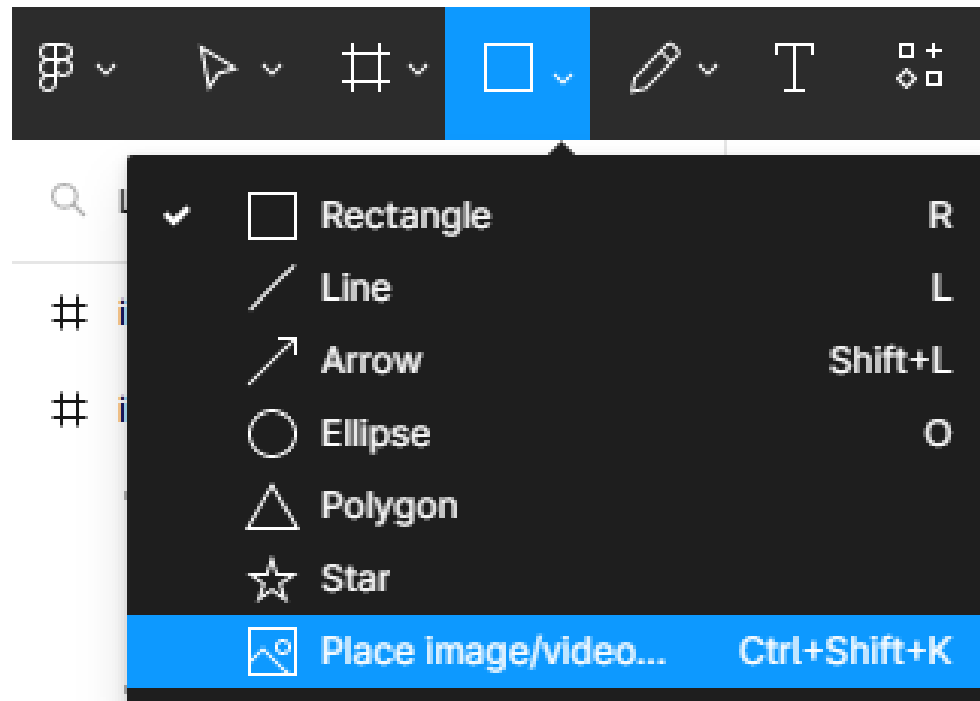 Rectangle R
Line L
Arrow Shift+L
Ellipse O
Polygon
Star
Place image/video... Ctrl+Shift+K